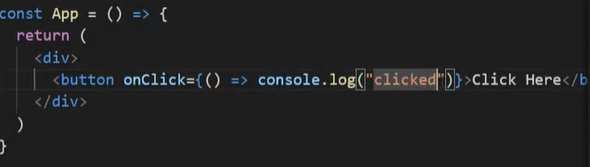 const App = () => {
return (
<div>
<button onClick={() => console.log("clicked")}>Click Here</b
</div>
)
}